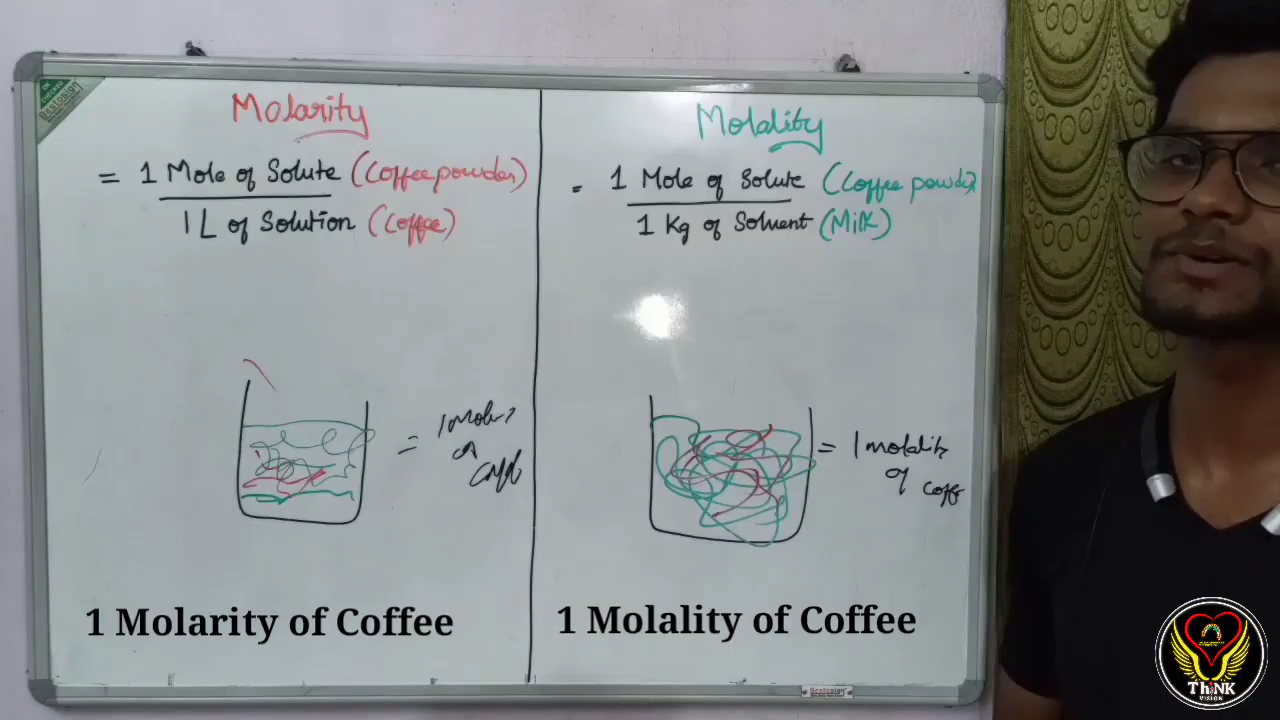 Molarity
= 1 Mole of Solute (Coffee powder)
1 L of Solution (Coffee)
Molality
= 1 Mole of Solute (Coffee powder)
1 Kg of Solvent (Milk)
=
= 1 molality
of
1 Molarity of Coffee
1 Molality of Coffee
ThiNK
VISION